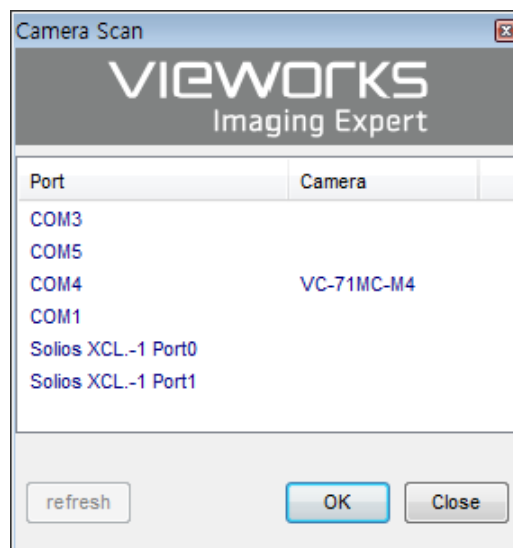 Camera Scan
vieworks
Imaging Expert
Port Camera
COM3
COM5
COM4 VC-71MC-M4
COM1
Solios XCL.-1 Port0
Solios XCL.-1 Port1
refresh OK Close